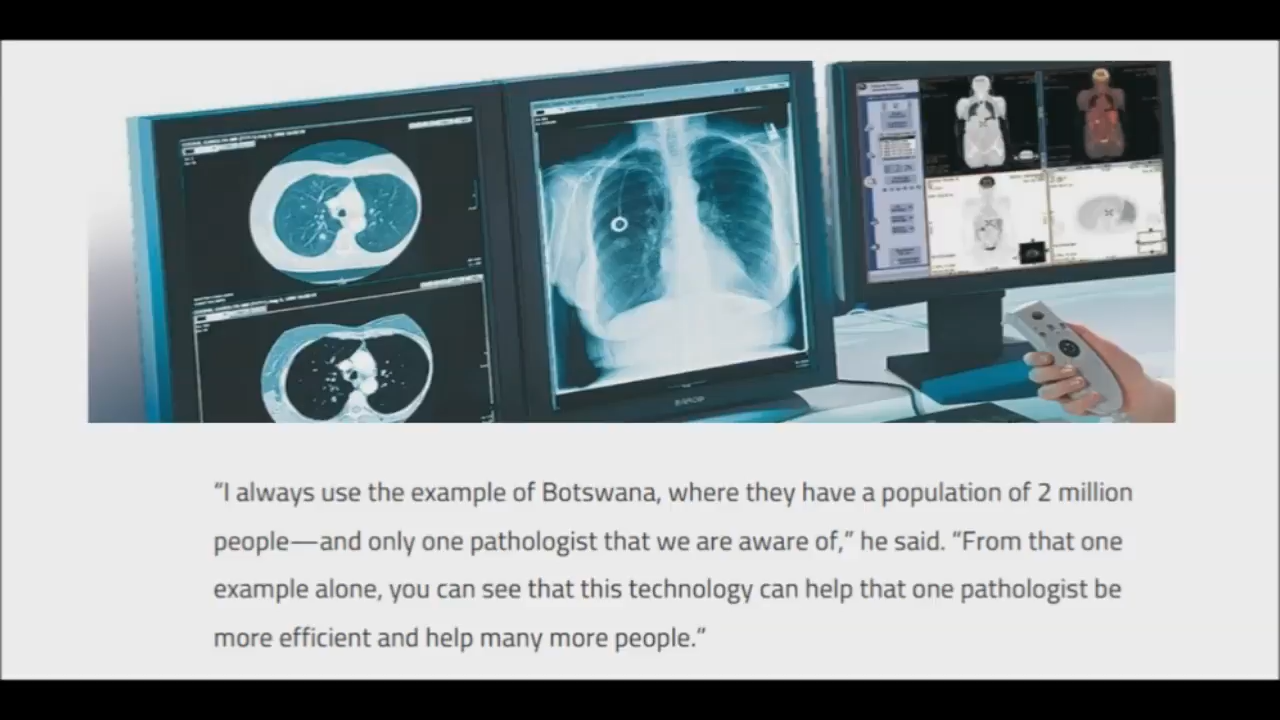 “I always use the example of Botswana, where they have a population of 2 million
people—and only one pathologist that we are aware of,” he said. “From that one
example alone, you can see that this technology can help that one pathologist be
more efficient and help many more people.”